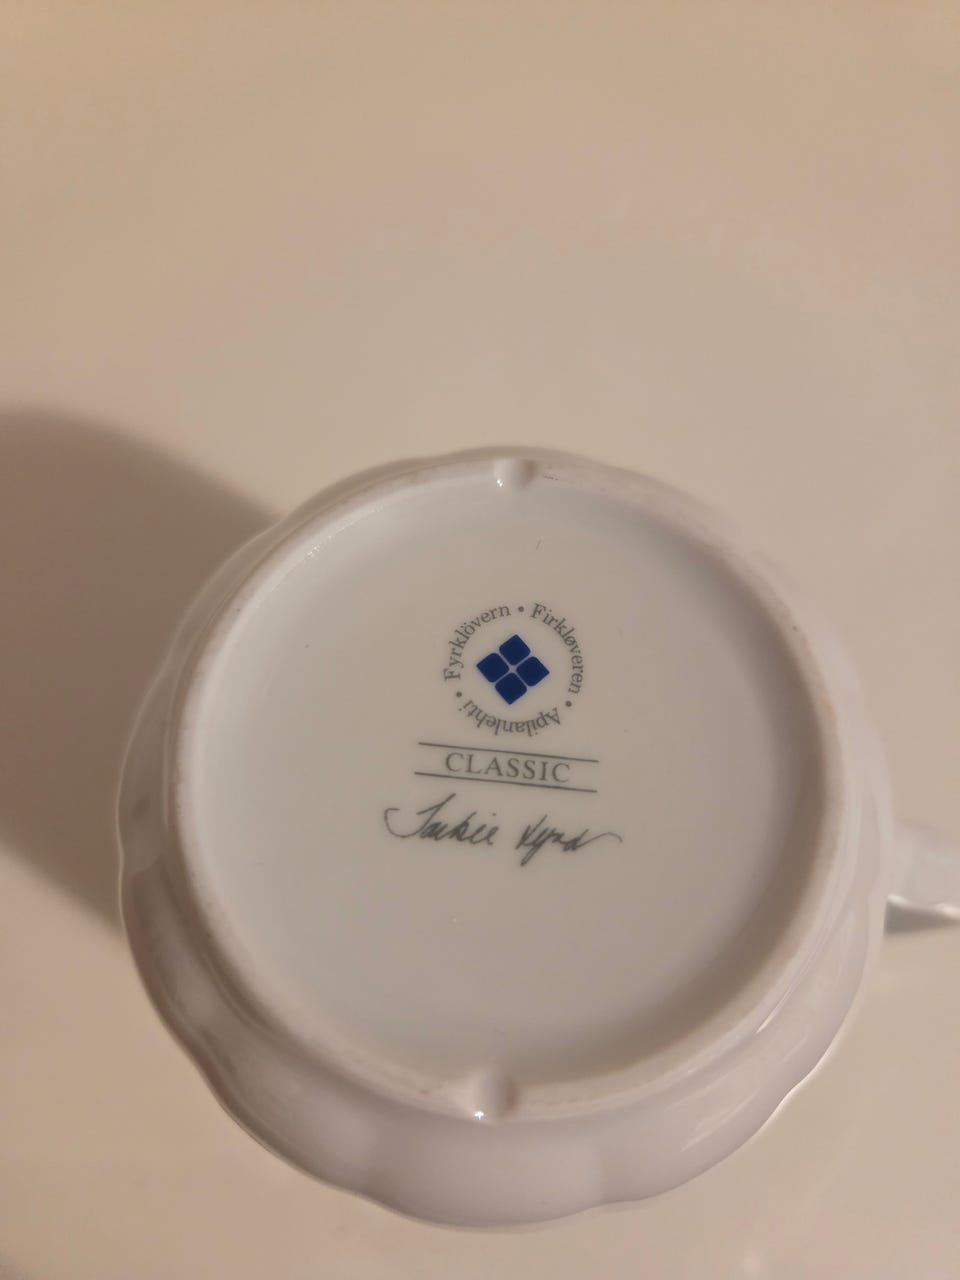 Fyrklövern • Firkløveren • Apilanlehti •
CLASSIC
Jackie Lynd